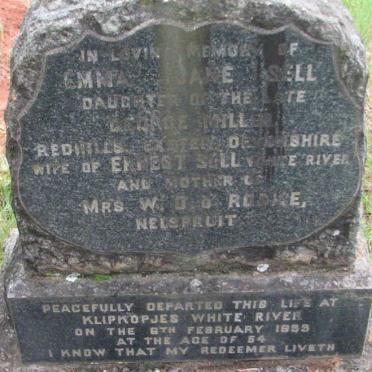 IN LOVING MEMORY OF
EMMA JANE SELL
DAUGHTER OF THE LATE
GEORGE MILLER
REDHILLS, EXETER, DEVONSHIRE
WIFE OF ERNEST SELL WHITE RIVER
AND MOTHER OF
MRS W. D. O'
NELSPRUIT
PEACEFULLY DEPARTED THIS LIFE AT
KLIPKOPJES WHITE RIVER
ON THE 6TH FEBRUARY
AT THE AGE OF 54
I KNOW THAT MY REDEEMER LIVETH